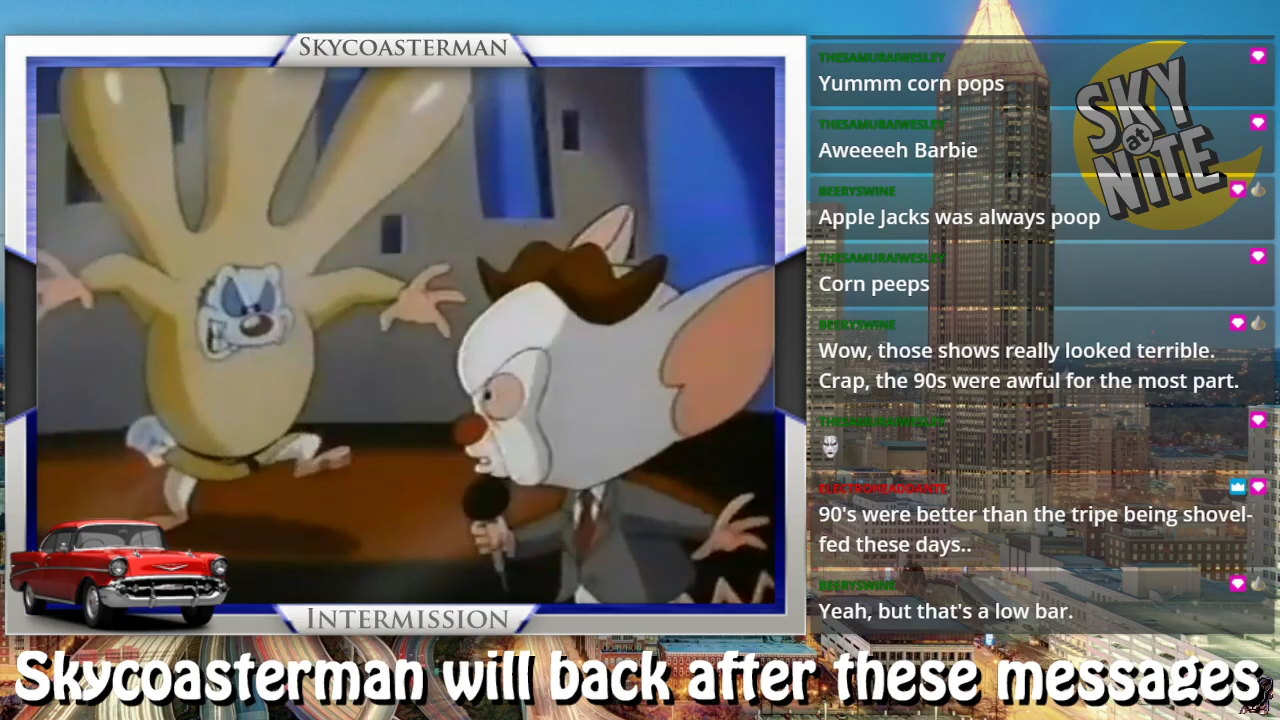 SKYCOASTERMAN
THESAMURAIWESLEY
Yummm corn pops
THESAMURAIWESLEY
Aweeeeh Barbie
BEERYSWINE
Apple Jacks was always poop
THESAMURAIWESLEY
Corn peeps
BEERYSWINE
Wow, those shows really looked terrible.
Crap, the 90s were awful for the most part.
THESAMURAIWESLEY
90's were better than the tripe being shovel-
fed these days..
BEERYSWINE
Yeah, but that's a low bar.
SKY
at
NITE
INTERMISSION
Skycoasterman will back after these messages